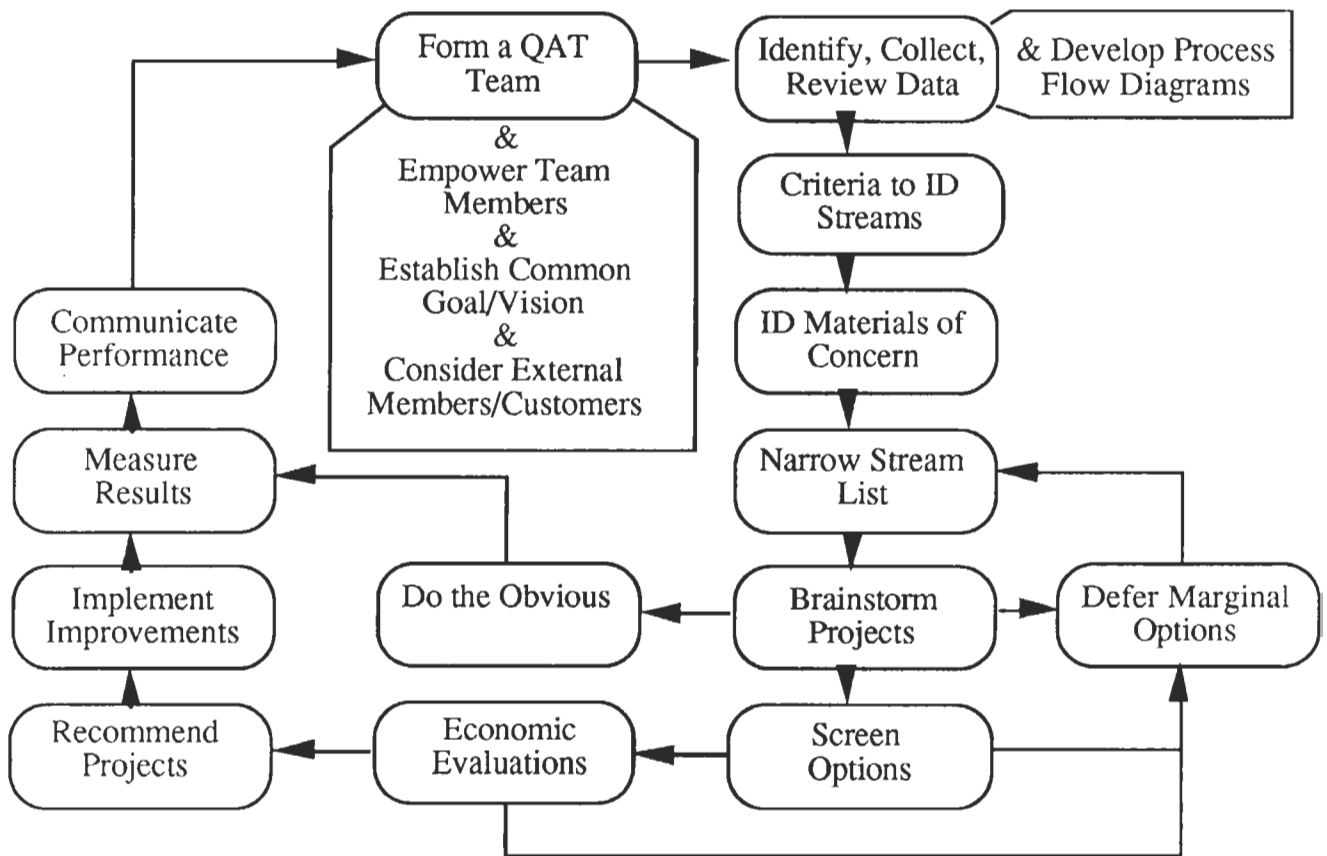 Form a QAT
Team
&
Empower Team
Members
&
Establish Common
Goal/Vision
&
Consider External
Members/Customers
Identify, Collect,
Review Data
& Develop Process
Flow Diagrams
Criteria to ID
Streams
ID Materials of
Concern
Narrow Stream
List
Brainstorm
Projects
Defer Marginal
Options
Do the Obvious
Screen
Options
Economic
Evaluations
Recommend
Projects
Implement
Improvements
Measure
Results
Communicate
Performance